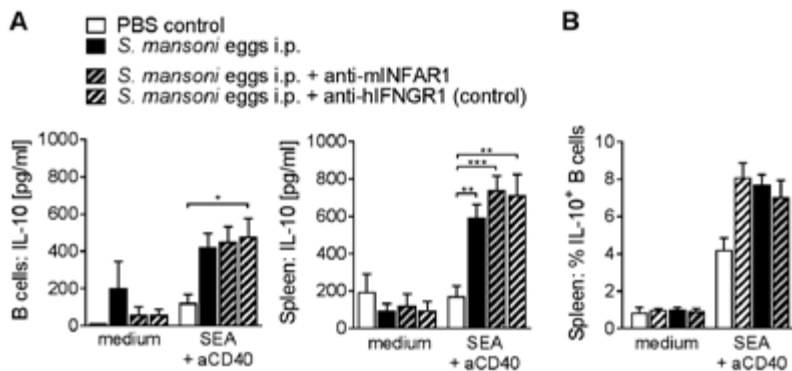 A
PBS control
S. mansoni eggs i.p.
S. mansoni eggs i.p. + anti-mINFAR1
S. mansoni eggs i.p. + anti-hIFNGR1 (control)
B cells: IL-10 [pg/ml]
1000
800
600
400
200
0
*
medium
SEA
+ aCD40
Spleen: IL-10 [pg/ml]
1000
800
600
400
200
0
**
***
**
medium
SEA
+ aCD40
B
Spleen: % IL-10+ B cells
10
8
6
4
2
0
medium
SEA
+ aCD40